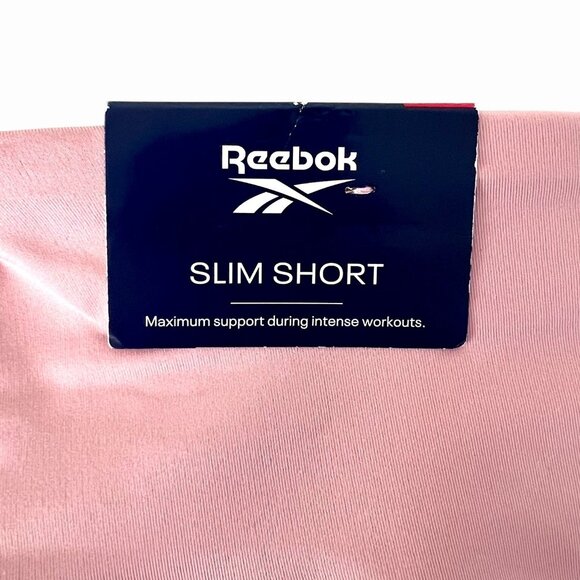 Reebok
SLIM SHORT
Maximum support during intense workouts.